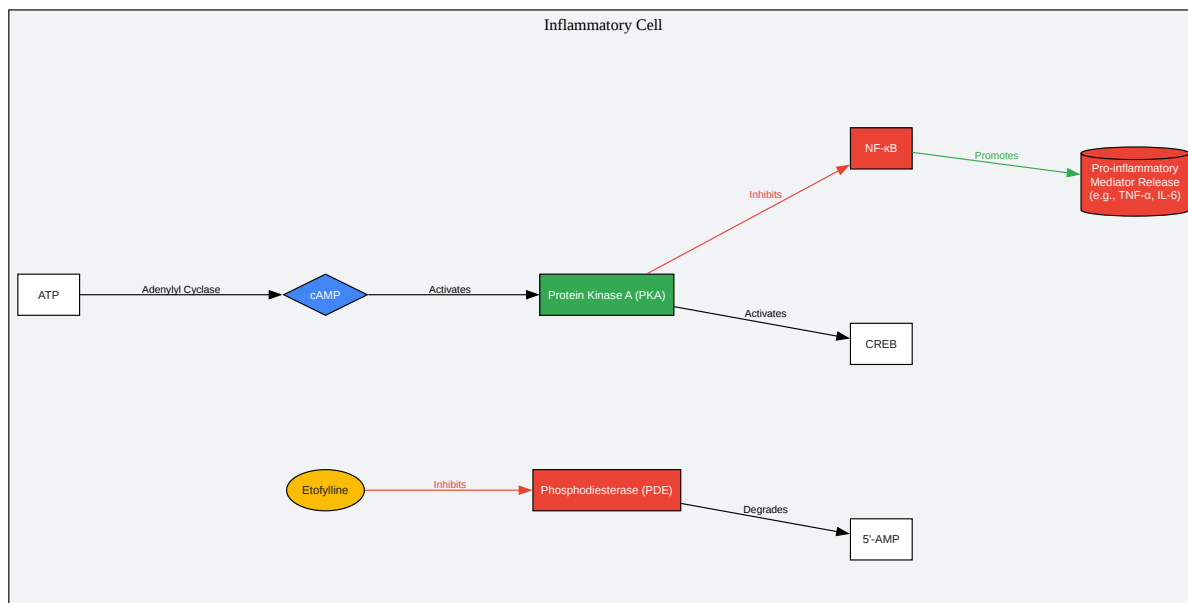 Inflammatory Cell
NF-κB
Promotes
Pro-inflammatory
Mediator Release
(e.g., TNF-α, IL-6)
Inhibits
ATP
Adenylyl Cyclase
cAMP
Activates
Protein Kinase A (PKA)
Activates
CREB
Etofylline
Inhibits
Phosphodiesterase (PDE)
Degrades
5'-AMP